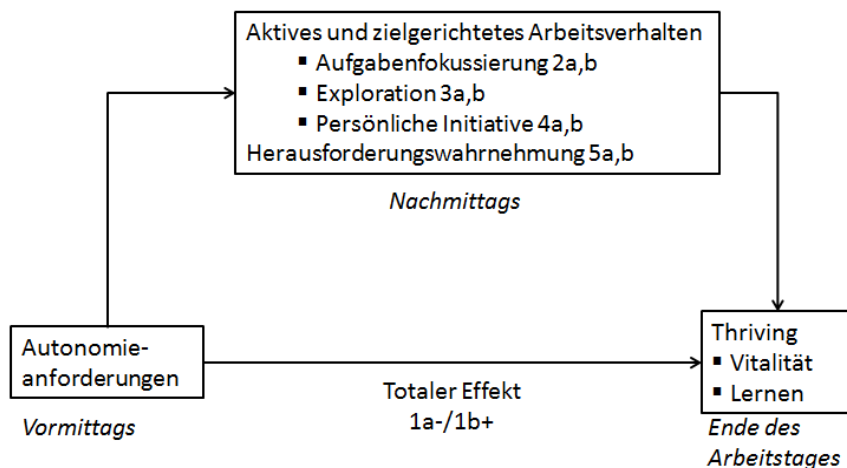 Aktives und zielgerichtetes Arbeitsverhalten
▪ Aufgabenfokussierung 2a,b
▪ Exploration 3a,b
▪ Persönliche Initiative 4a,b
Herausforderungswahrnehmung 5a,b
Nachmittags
Autonomie-
anforderungen
Vormittags
Totaler Effekt
1a-/1b+
Thriving
▪ Vitalität
▪ Lernen
Ende des
Arbeitstages